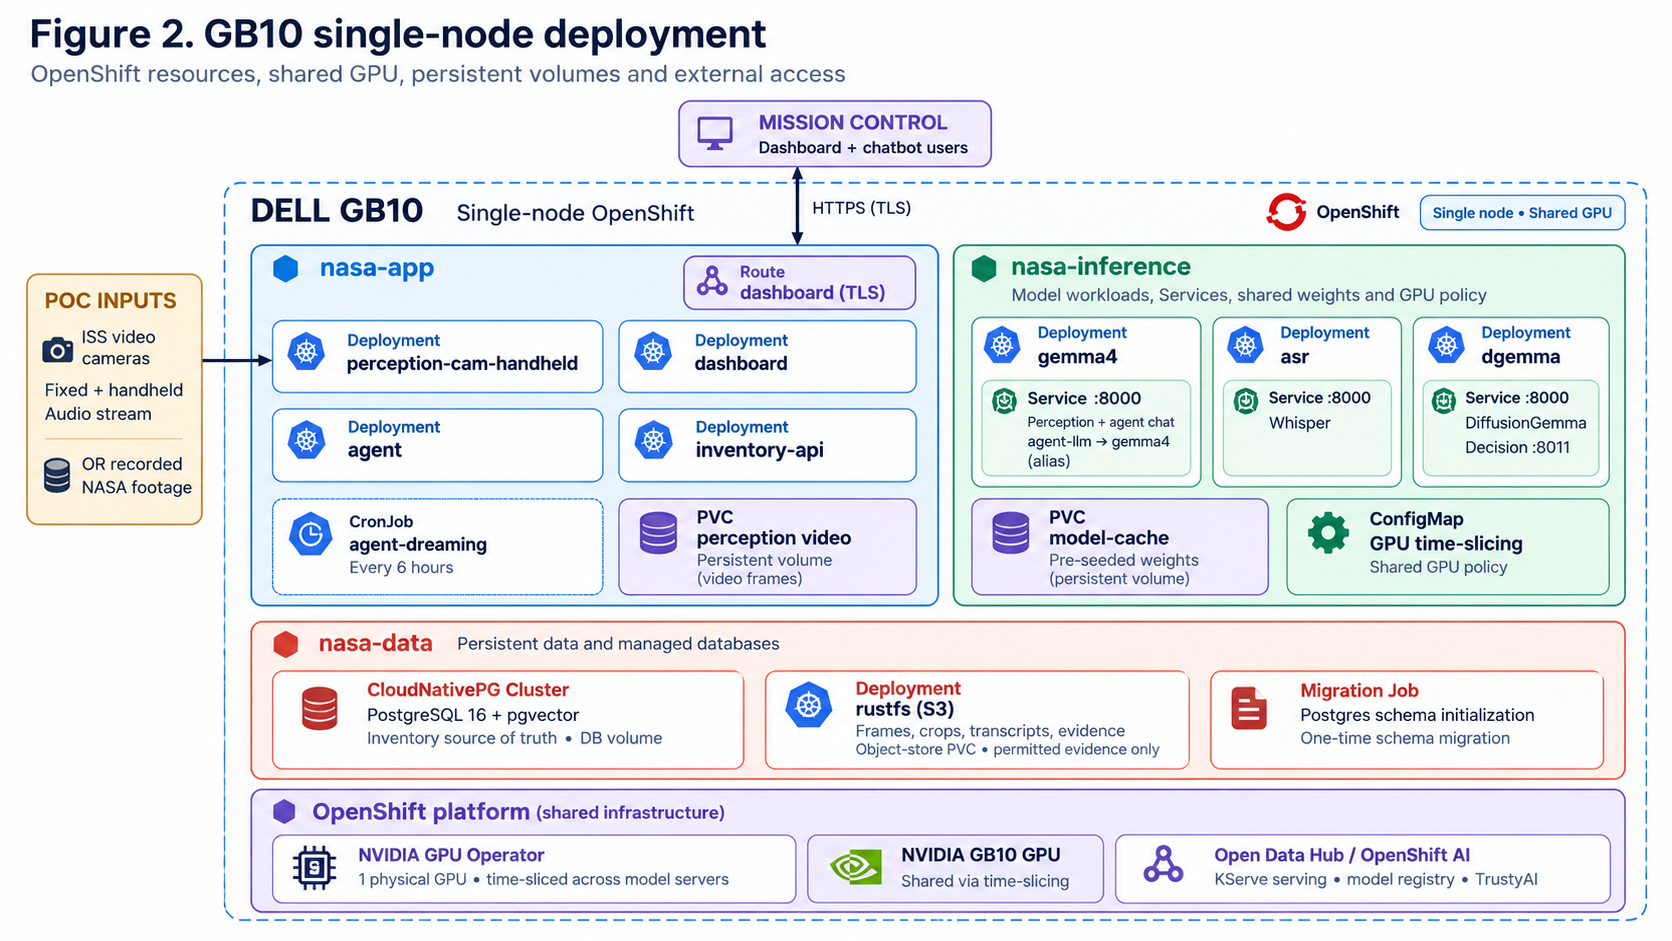 Figure 2. GB10 single-node deployment
OpenShift resources, shared GPU, persistent volumes and external access
MISSION CONTROL
Dashboard + chatbot users
HTTPS (TLS)
DELL GB10
Single-node OpenShift
OpenShift
Single node • Shared GPU
POC INPUTS
ISS video
cameras
Fixed + handheld
Audio stream
OR recorded
NASA footage
nasa-app
Route
dashboard (TLS)
Deployment
perception-cam-handheld
Deployment
dashboard
Deployment
agent
Deployment
inventory-api
CronJob
agent-dreaming
Every 6 hours
PVC
perception video
Persistent volume
(video frames)
nasa-inference
Model workloads, Services, shared weights and GPU policy
Deployment
gemma4
Service :8000
Perception + agent chat
agent-llm → gemma4
(alias)
Deployment
asr
Service :8000
Whisper
Deployment
dgemma
Service :8000
DiffusionGemma
Decision :8011
PVC
model-cache
Pre-seeded weights
(persistent volume)
ConfigMap
GPU time-slicing
Shared GPU policy
nasa-data
Persistent data and managed databases
CloudNativePG Cluster
PostgreSQL 16 + pgvector
Inventory source of truth • DB volume
Deployment
rustfs (S3)
Frames, crops, transcripts, evidence
Object-store PVC • permitted evidence only
Migration Job
Postgres schema initialization
One-time schema migration
OpenShift platform (shared infrastructure)
NVIDIA GPU Operator
1 physical GPU • time-sliced across model servers
NVIDIA GB10 GPU
Shared via time-slicing
Open Data Hub / OpenShift AI
KServe serving • model registry • TrustyAI